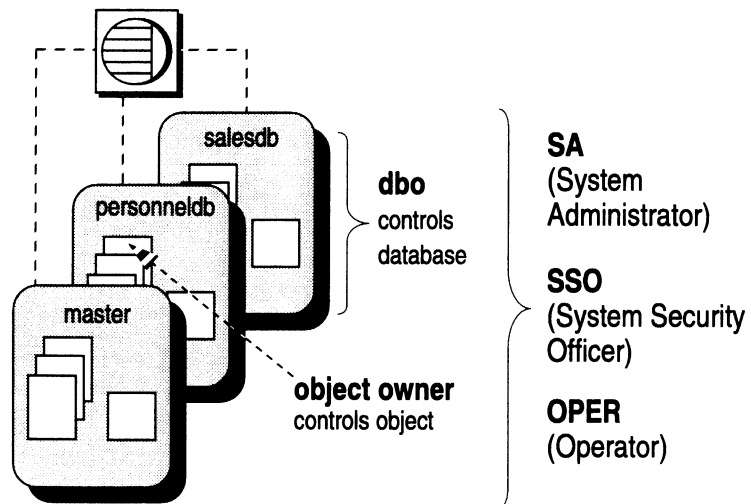 salesdb
personneldb
master
dbo
controls
database
object owner
controls object
SA
(System
Administrator)
SSO
(System Security
Officer)
OPER
(Operator)